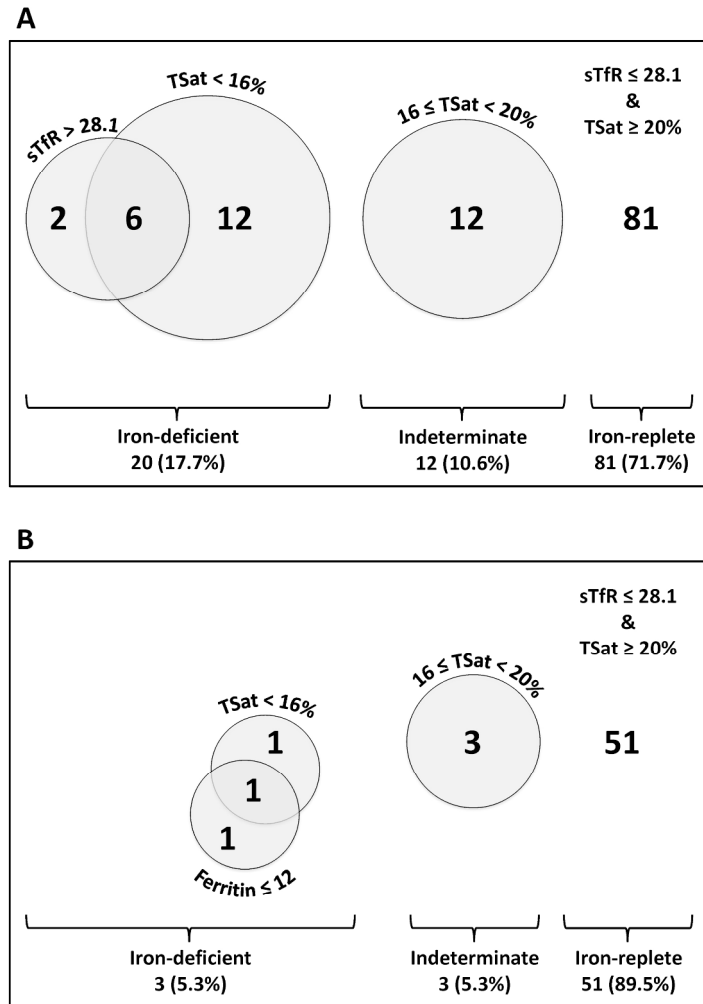 A
sTfR > 28.1
TSat < 16%
16 ≤ TSat < 20%
sTfR ≤ 28.1
&
TSat ≥ 20%
2
6
12
12
81
Iron-deficient
20 (17.7%)
Indeterminate
12 (10.6%)
Iron-replete
81 (71.7%)
B
sTfR ≤ 28.1
&
TSat ≥ 20%
16 ≤ TSat < 20%
TSat < 16%
1
1
1
3
51
Ferritin ≤ 12
Iron-deficient
3 (5.3%)
Indeterminate
3 (5.3%)
Iron-replete
51 (89.5%)